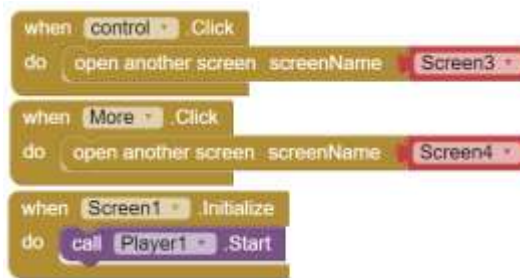 when control .Click
do open another screen screenName Screen3
when More .Click
do open another screen screenName Screen4
when Screen1 .Initialize
do call Player1 .Start